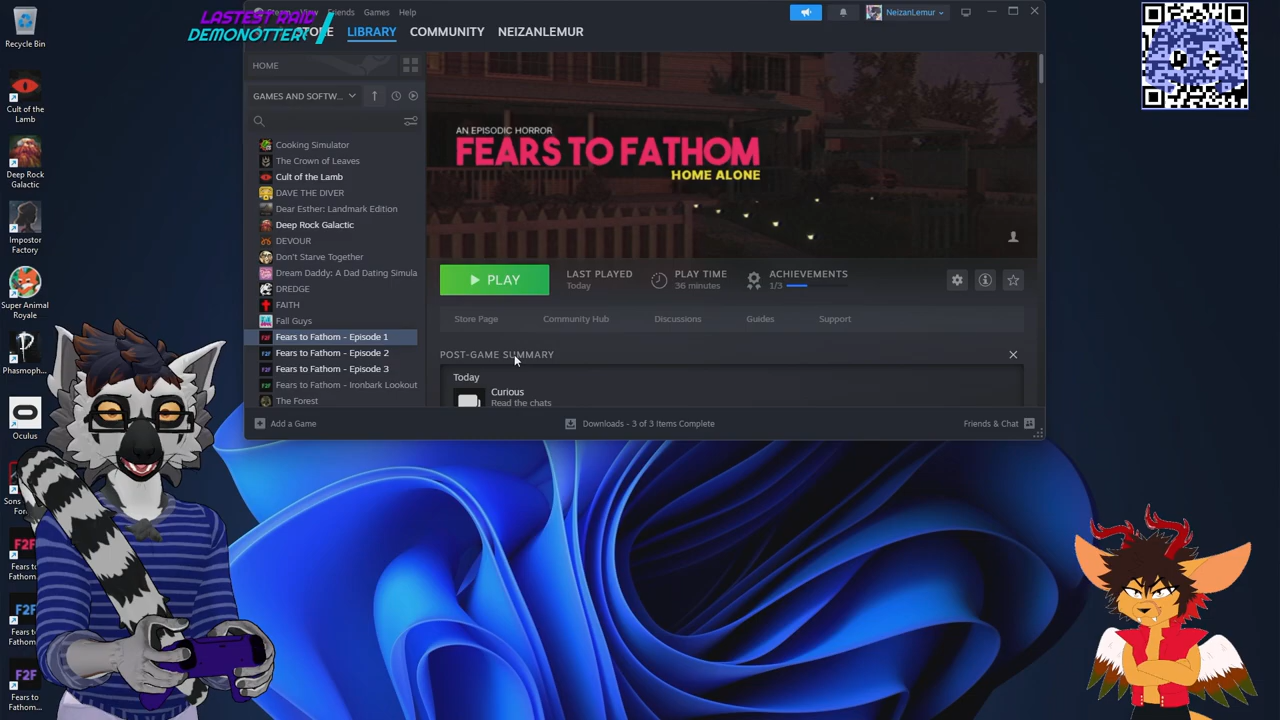 Recycle Bin
Cult of the Lamb
Deep Rock Galactic
Impostor Factory
Super Animal Royale
Phasmoph...
Oculus
Sons
Fo
F2F
Fears to
Fathom...
F2F
Fears to
Fathom...
F2F
Fears to
Fathom...
LASTEST RAID
DEMONOTTER
View Friends Games Help
NeizanLemur
STORE LIBRARY COMMUNITY NEIZANLEMUR
HOME
GAMES AND SOFTW...
Cooking Simulator
The Crown of Leaves
Cult of the Lamb
DAVE THE DIVER
Dear Esther: Landmark Edition
Deep Rock Galactic
DEVOUR
Don't Starve Together
Dream Daddy: A Dad Dating Simula
DREDGE
FAITH
Fall Guys
Fears to Fathom - Episode 1
Fears to Fathom - Episode 2
Fears to Fathom - Episode 3
Fears to Fathom - Ironbark Lookout
The Forest
AN EPISODIC HORROR
FEARS TO FATHOM
HOME ALONE
PLAY
LAST PLAYED
Today
PLAY TIME
36 minutes
ACHIEVEMENTS
1/3
Store Page Community Hub Discussions Guides Support
POST-GAME SUMMARY
Today
Curious
Read the chats
Add a Game
Downloads - 3 of 3 Items Complete
Friends & Chat